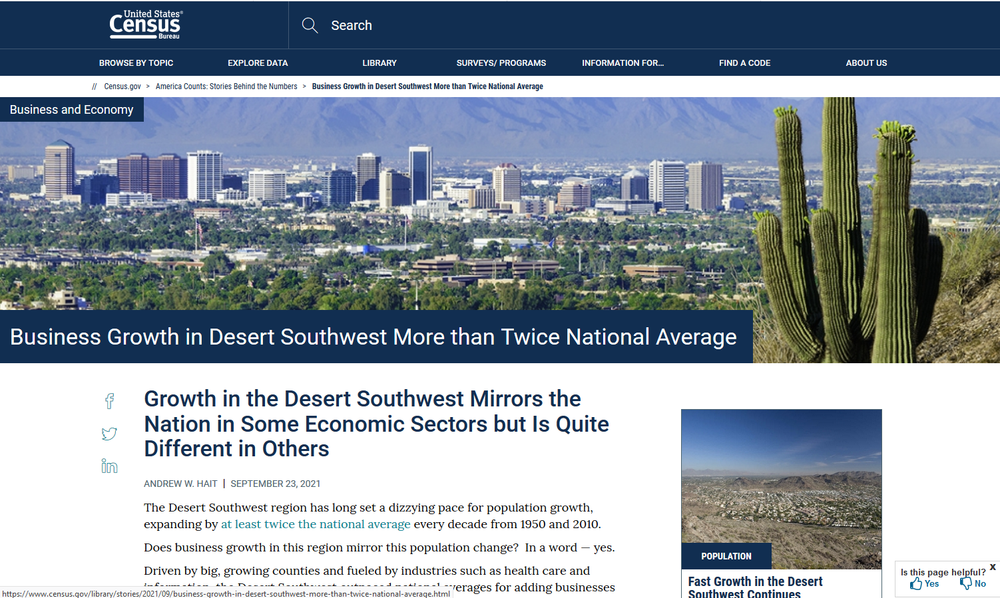 United States®
Census
Bureau
Search
BROWSE BY TOPIC
EXPLORE DATA
LIBRARY
SURVEYS/ PROGRAMS
INFORMATION FOR...
FIND A CODE
ABOUT US
// Census.gov > America Counts: Stories Behind the Numbers > Business Growth in Desert Southwest More than Twice National Average
Business and Economy
Business Growth in Desert Southwest More than Twice National Average
Growth in the Desert Southwest Mirrors the
Nation in Some Economic Sectors but Is Quite
Different in Others
ANDREW W. HAIT | SEPTEMBER 23, 2021
The Desert Southwest region has long set a dizzying pace for population growth,
expanding by at least twice the national average every decade from 1950 and 2010.
Does business growth in this region mirror this population change? In a word — yes.
Driven by big, growing counties and fueled by industries such as health care and
information, the Desert Southwest outpaced national averages for adding businesses
POPULATION
Fast Growth in the Desert
Southwest Continues
Is this page helpful? X
Yes No
https://www.census.gov/library/stories/2021/09/business-growth-in-desert-southwest-more-than-twice-national-average.html